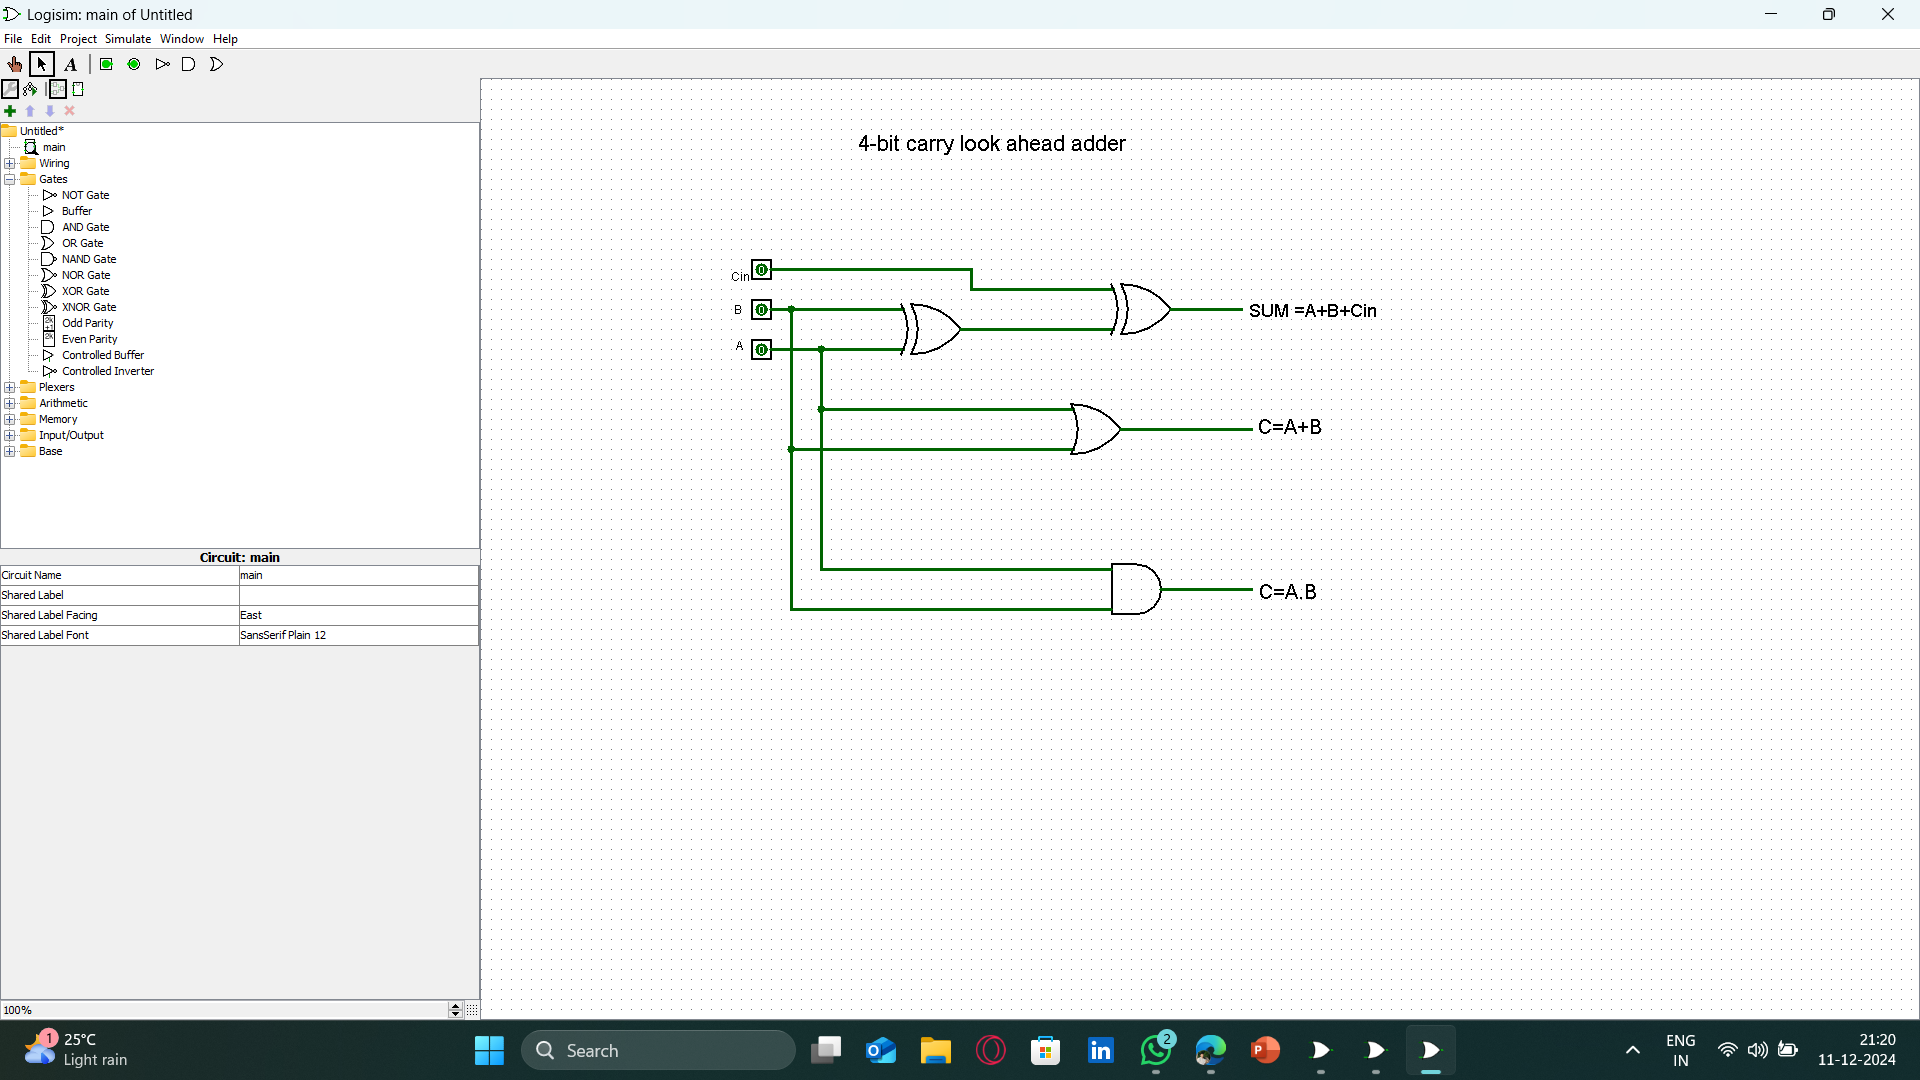 Logisim: main of Untitled
File Edit Project Simulate Window Help
A
Untitled*
main
Wiring
Gates
NOT Gate
Buffer
AND Gate
OR Gate
NAND Gate
NOR Gate
XOR Gate
XNOR Gate
Odd Parity
Even Parity
Controlled Buffer
Controlled Inverter
Plexers
Arithmetic
Memory
Input/Output
Base
Circuit: main
Circuit Name main
Shared Label
Shared Label Facing East
Shared Label Font SansSerif Plain 12
100%
4-bit carry look ahead adder
Cin 0
B 0
A 0
SUM =A+B+Cin
C=A+B
C=A.B
1
25°C
Light rain
Search
2
ENG
IN
21:20
11-12-2024